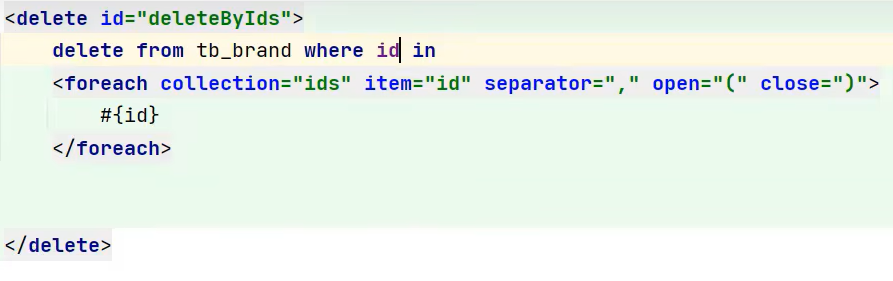 <delete id="deleteByIds">
    delete from tb_brand where id in
    <foreach collection="ids" item="id" separator="," open="(" close=")">
        #{id}
    </foreach>
</delete>